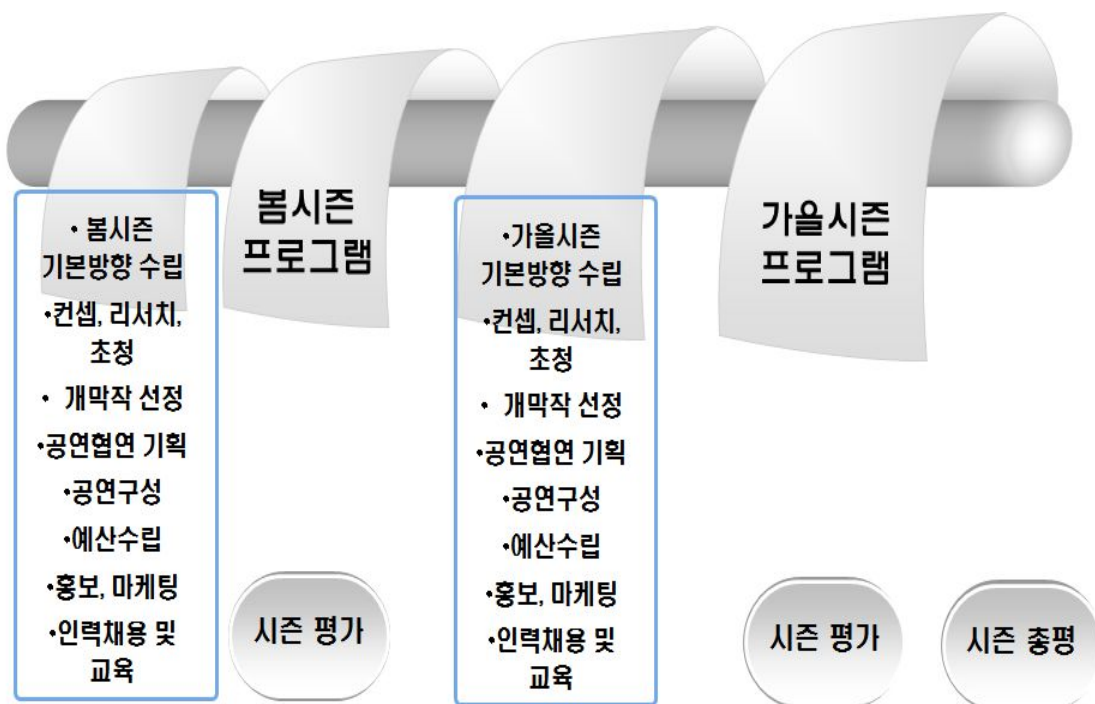 • 봄시즌
기본방향 수립
•컨셉, 리서치,
초청
• 개막작 선정
•공연협연 기획
•공연구성
•예산수립
•홍보, 마케팅
•인력채용 및
교육
봄시즌
프로그램
시즌 평가
•가을시즌
기본방향 수립
•컨셉, 리서치,
초청
• 개막작 선정
•공연협연 기획
•공연구성
•예산수립
•홍보, 마케팅
•인력채용 및
교육
가을시즌
프로그램
시즌 평가
시즌 총평